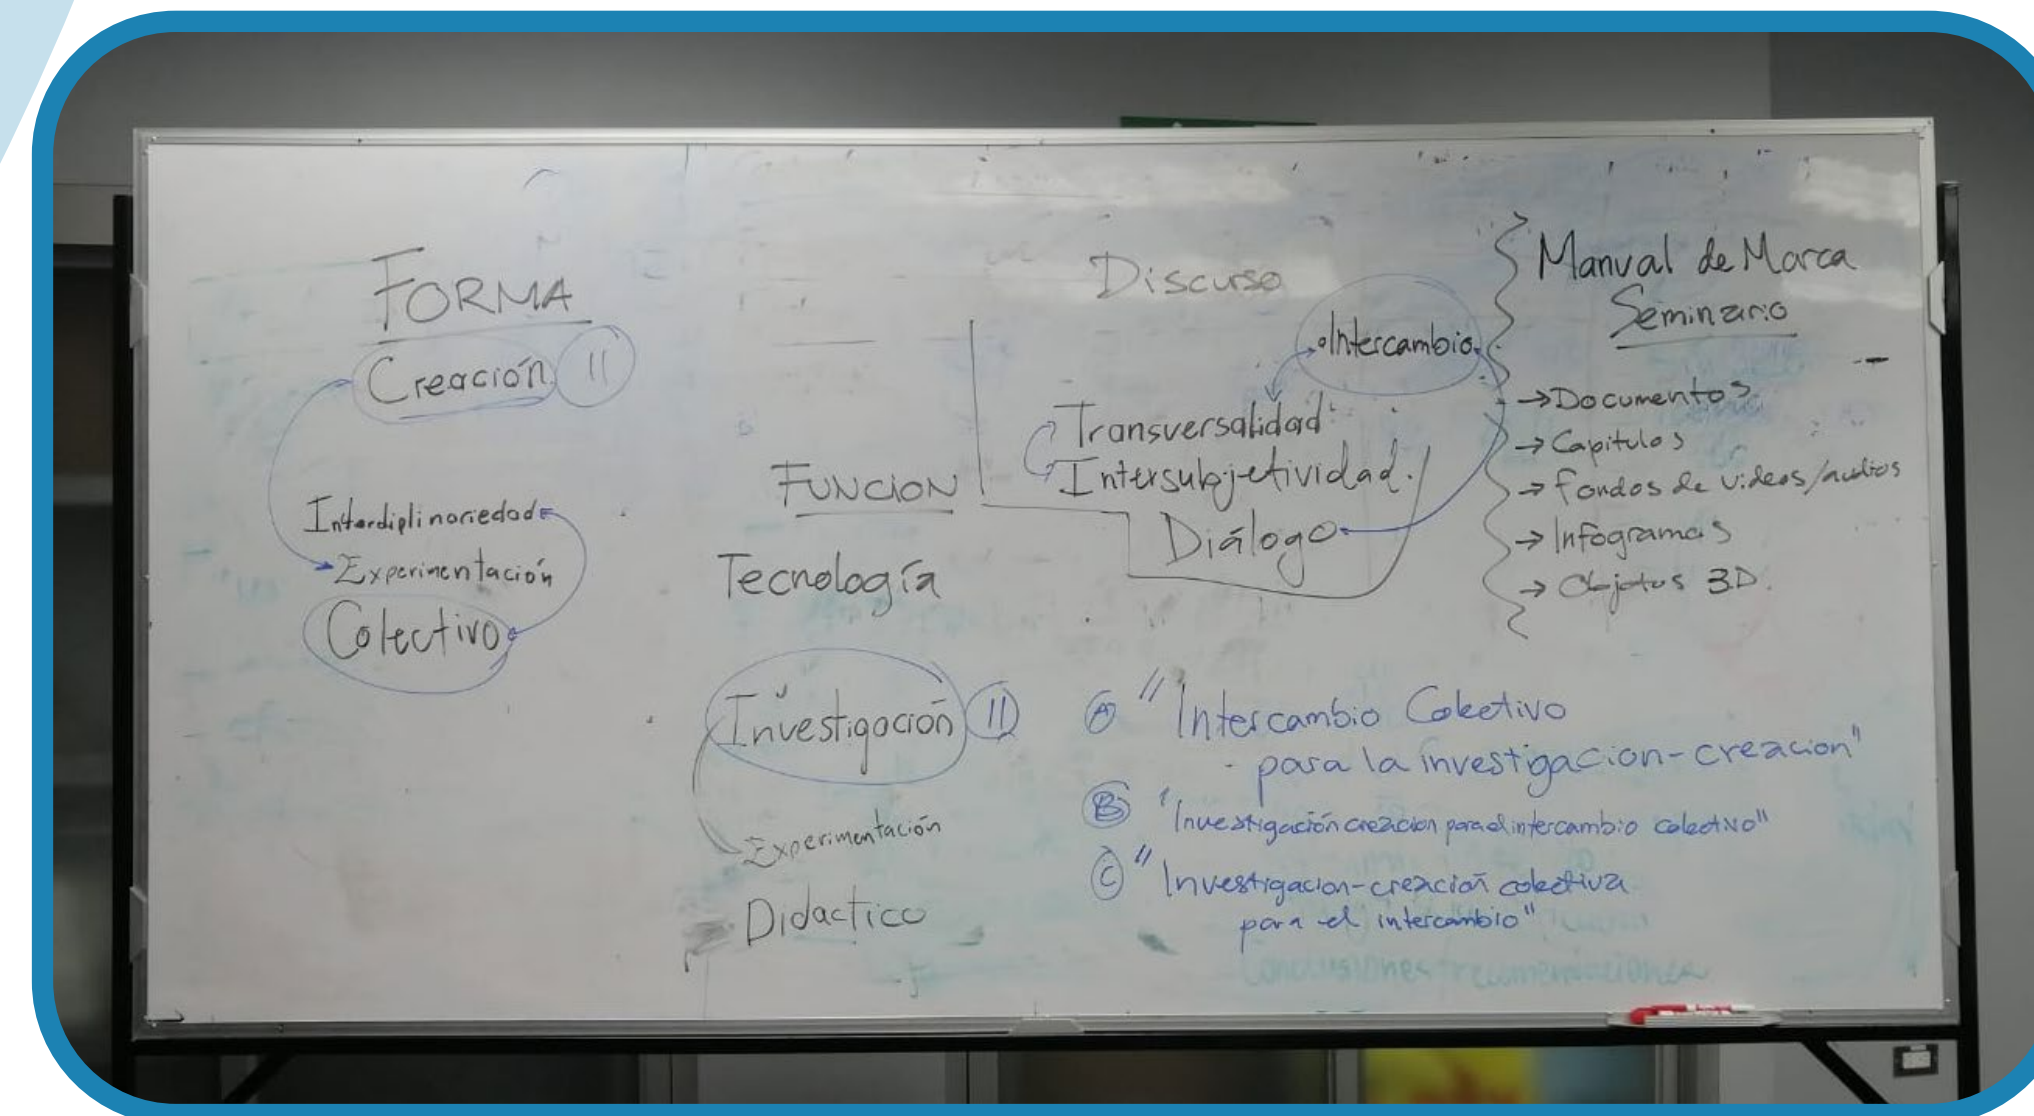 FORMA
Creación II
Interdiplinariedad
Experimentación
Colectivo
FUNCION
Tecnología
Investigación II
Experimentación
Didactico
Discurso
Intercambio
Transversalidad
Intersubjetividad.
Diálogo
Manual de Marca
Seminario
→ Documentos
→ Capitulos
→ Fondos de videos/audios
→ Infogramas
→ Objetos 3D.
A "Intercambio Colectivo
para la investigacion-creacion"
B "Investigación creacion para el intercambio colectivo"
C "Investigacion-creación colectiva
para el intercambio"